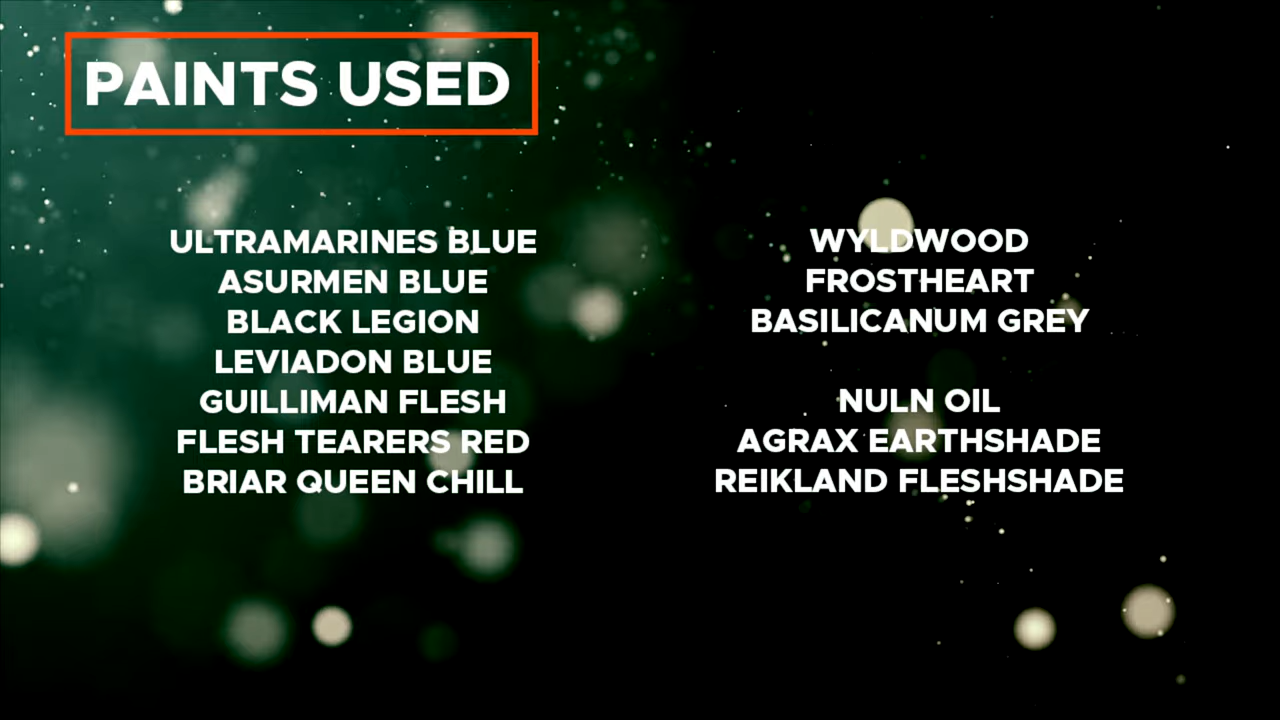 PAINTS USED
ULTRAMARINES BLUE
ASURMEN BLUE
BLACK LEGION
LEVIADON BLUE
GUILLIMAN FLESH
FLESH TEARERS RED
BRIAR QUEEN CHILL
WYLDWOOD
FROSTHEART
BASILICANUM GREY
NULN OIL
AGRAX EARTHSHADE
REIKLAND FLESHSHADE